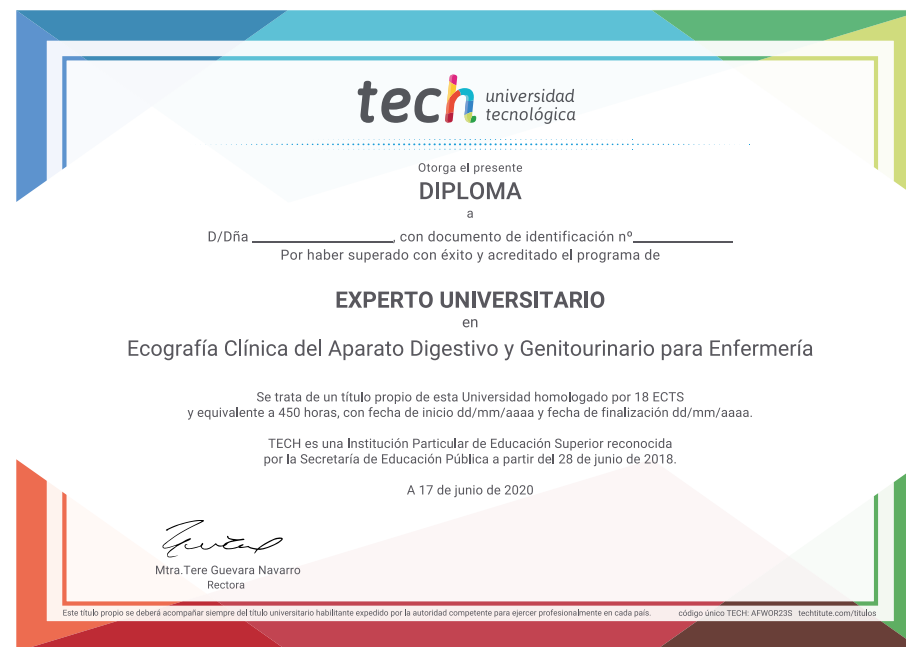 tech universidad
tecnológica
Otorga el presente
DIPLOMA
a
D/Dña ____________________, con documento de identificación nº______________
Por haber superado con éxito y acreditado el programa de
EXPERTO UNIVERSITARIO
en
Ecografía Clínica del Aparato Digestivo y Genitourinario para Enfermería
Se trata de un título propio de esta Universidad homologado por 18 ECTS
y equivalente a 450 horas, con fecha de inicio dd/mm/aaaa y fecha de finalización dd/mm/aaaa.
TECH es una Institución Particular de Educación Superior reconocida
por la Secretaría de Educación Pública a partir del 28 de junio de 2018.
A 17 de junio de 2020
Mtra.Tere Guevara Navarro
Rectora
Este título propio se deberá acompañar siempre del título universitario habilitante expedido por la autoridad competente para ejercer profesionalmente en cada país. código único TECH: AFWOR23S techtitute.com/titulos